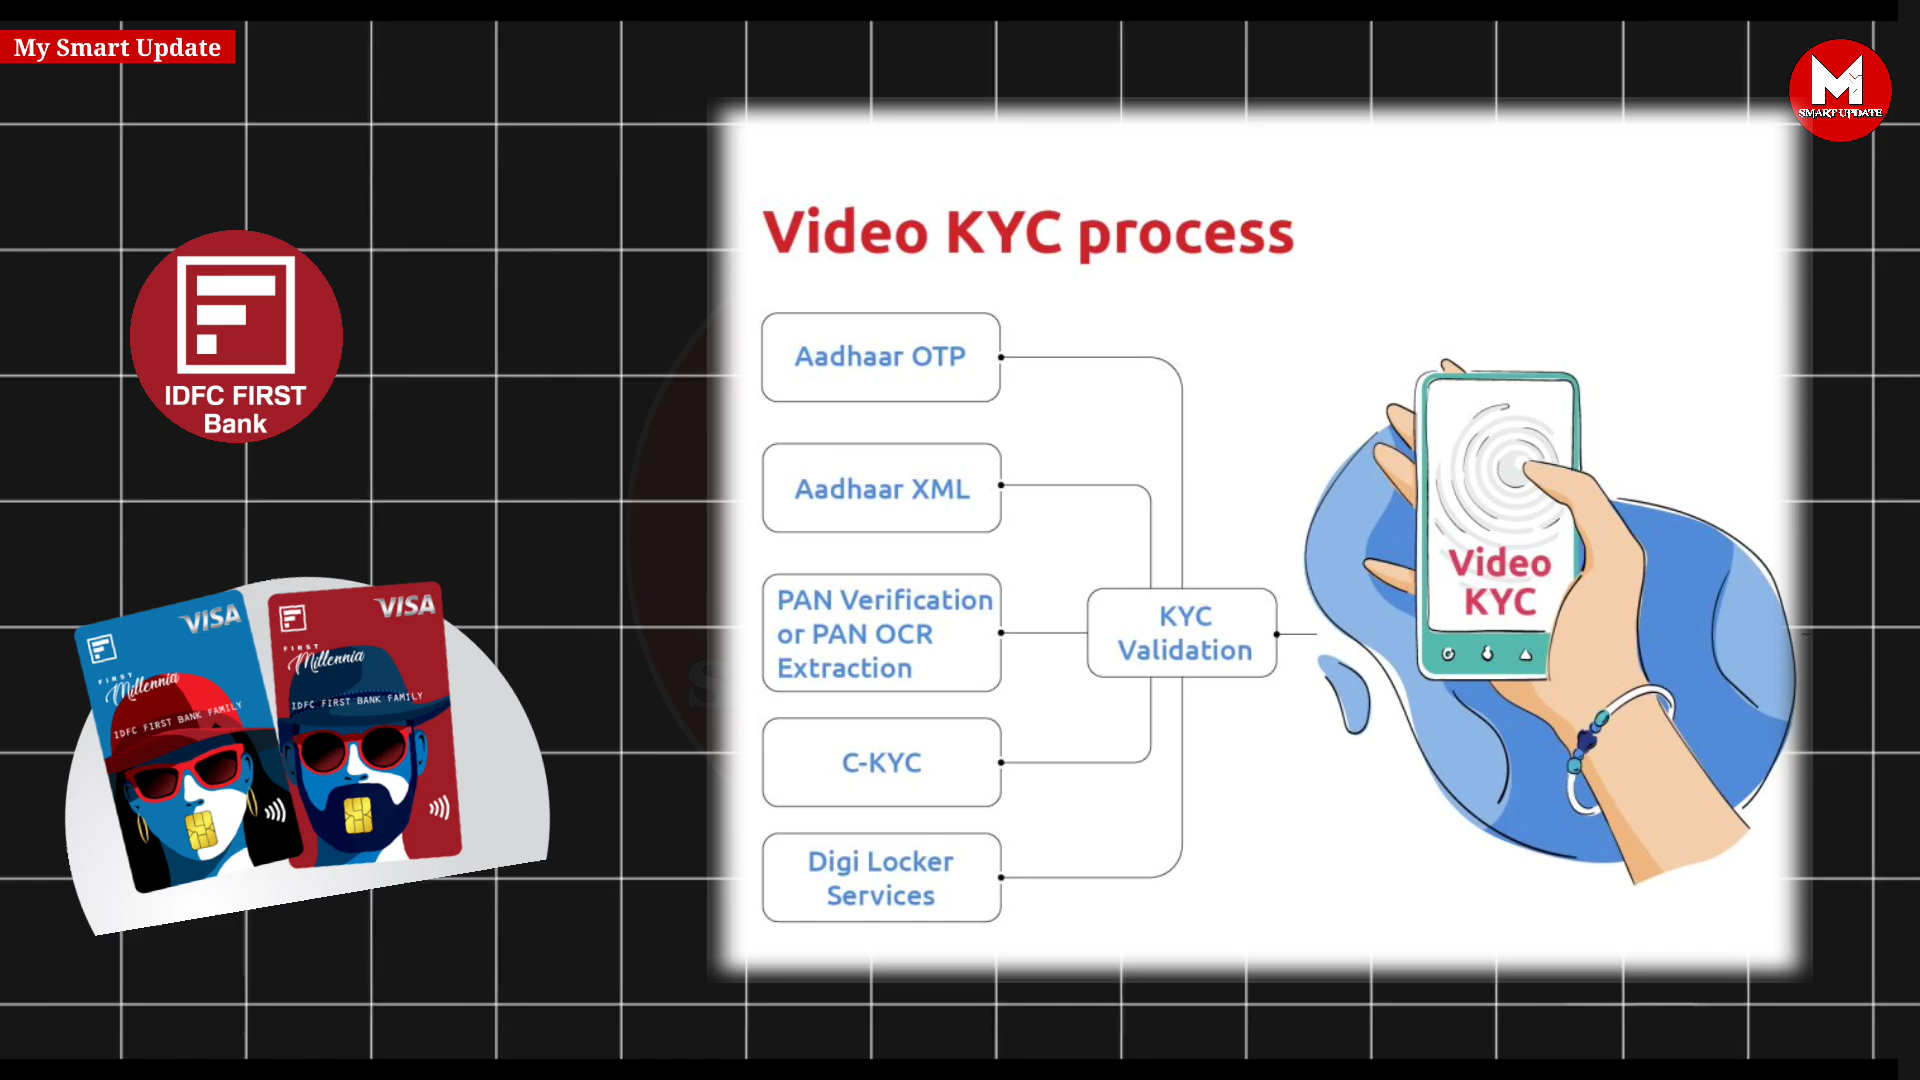 My Smart Update
SMART UPDATE
Video KYC process
IDFC FIRST
Bank
Aadhaar OTP
Aadhaar XML
PAN Verification
or PAN OCR
Extraction
C-KYC
Digi Locker
Services
KYC
Validation
Video
KYC
VISA
FIRST
Millennia
IDFC FIRST BANK FAMILY
VISA
FIRST
Millennia
IDFC FIRST BANK FAMILY